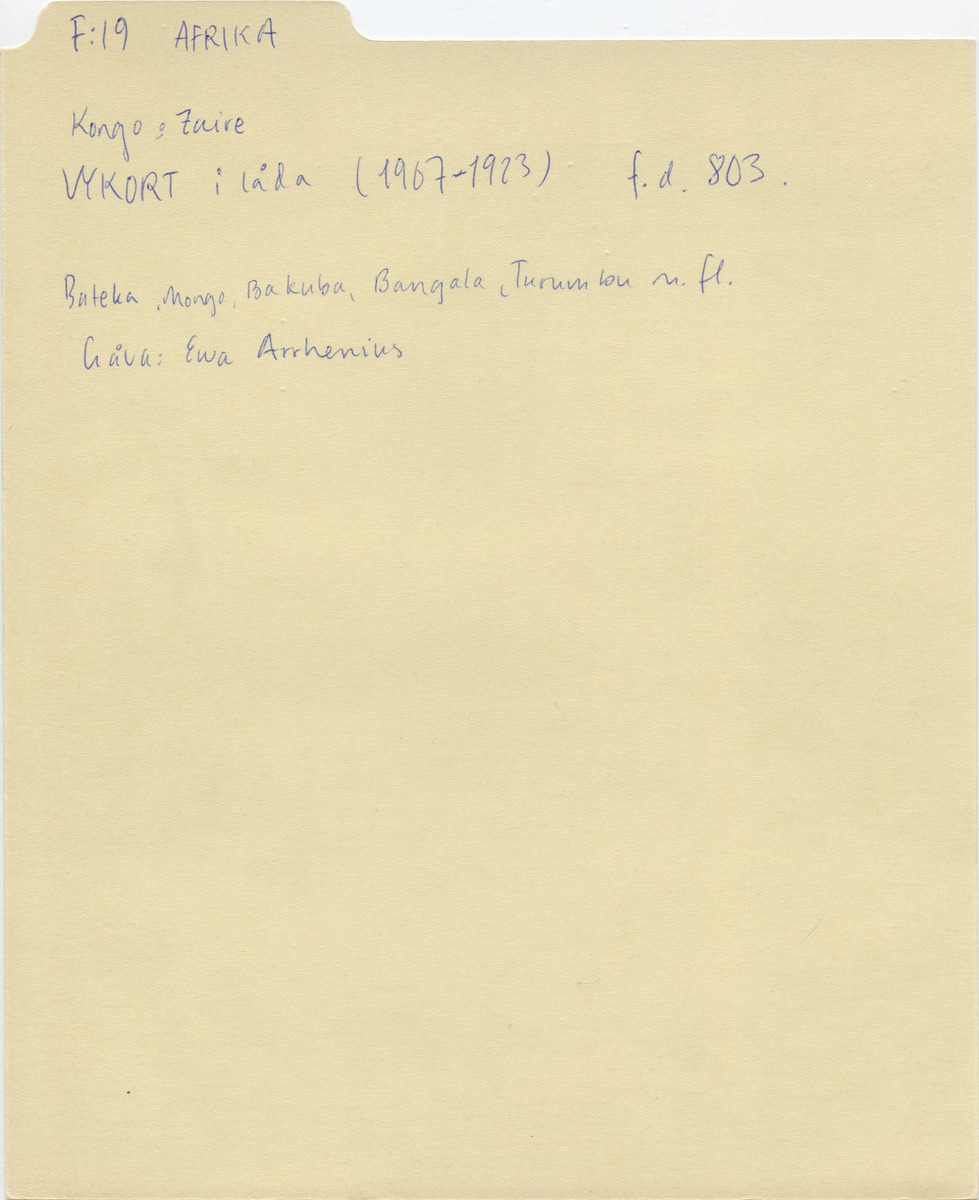 F:19 AFRIKA
Kongo o Zaire
VYKORT i låda (1907-1923) f.d. 803.
Bateka, Mongo, Bakuba, Bangala, Turumbu m. fl.
Gåva: Ewa Arrhenius